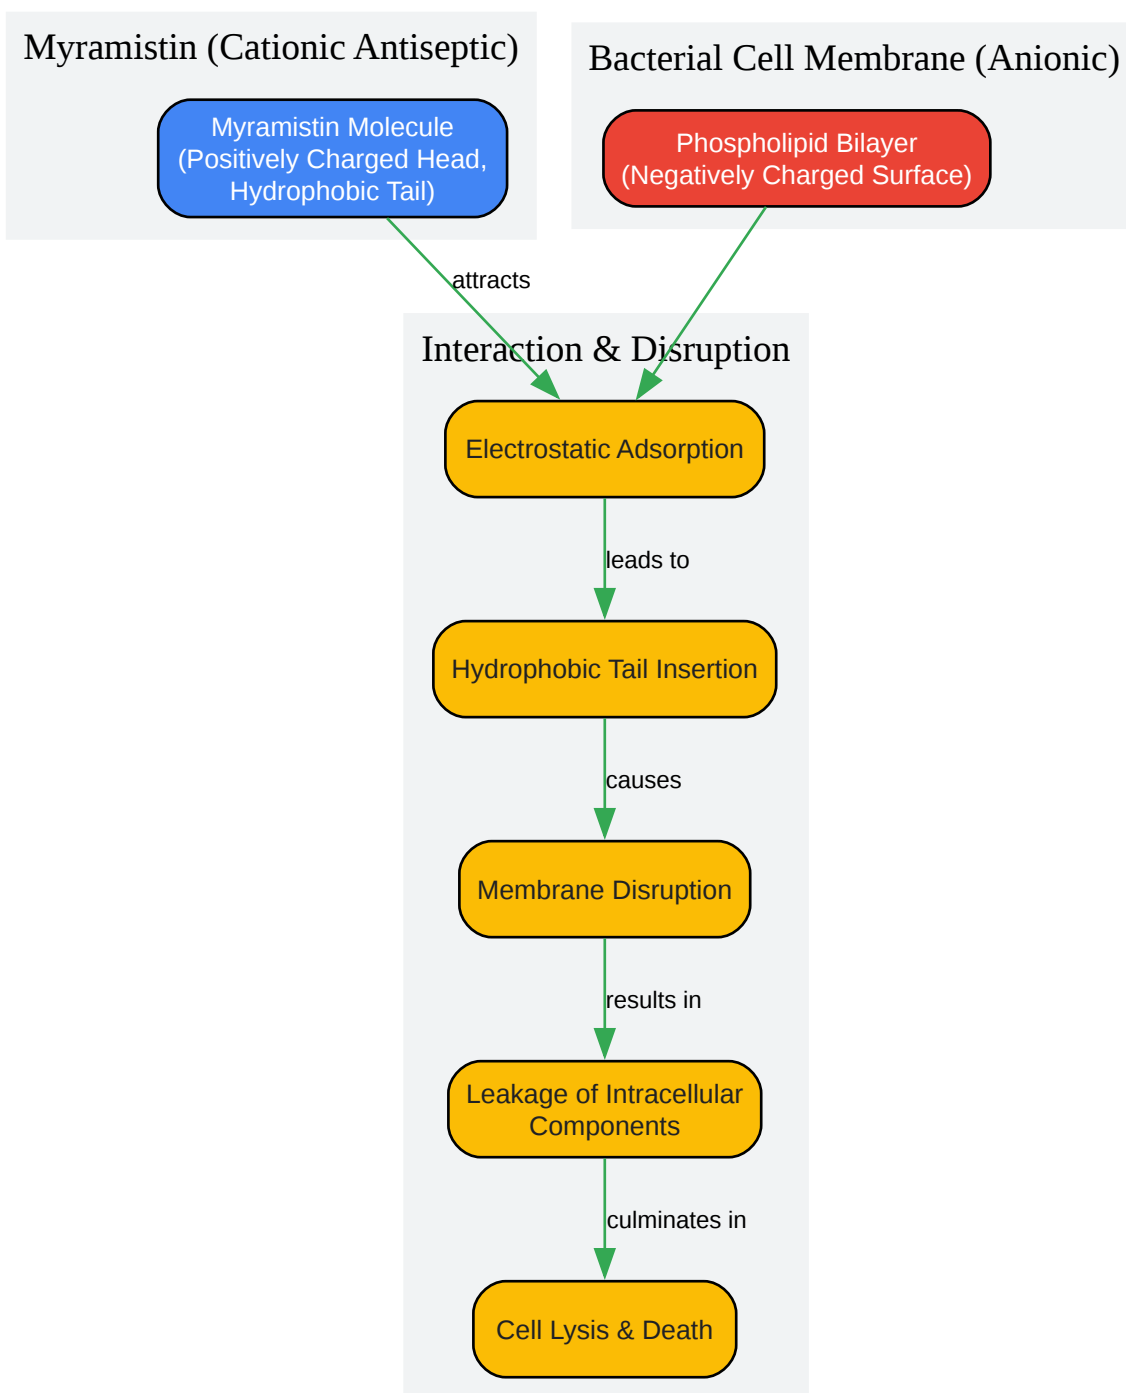 Myramistin (Cationic Antiseptic)
Bacterial Cell Membrane (Anionic)
Myramistin Molecule
(Positively Charged Head,
Hydrophobic Tail)
Phospholipid Bilayer
(Negatively Charged Surface)
attracts
Interaction & Disruption
Electrostatic Adsorption
leads to
Hydrophobic Tail Insertion
causes
Membrane Disruption
results in
Leakage of Intracellular
Components
culminates in
Cell Lysis & Death